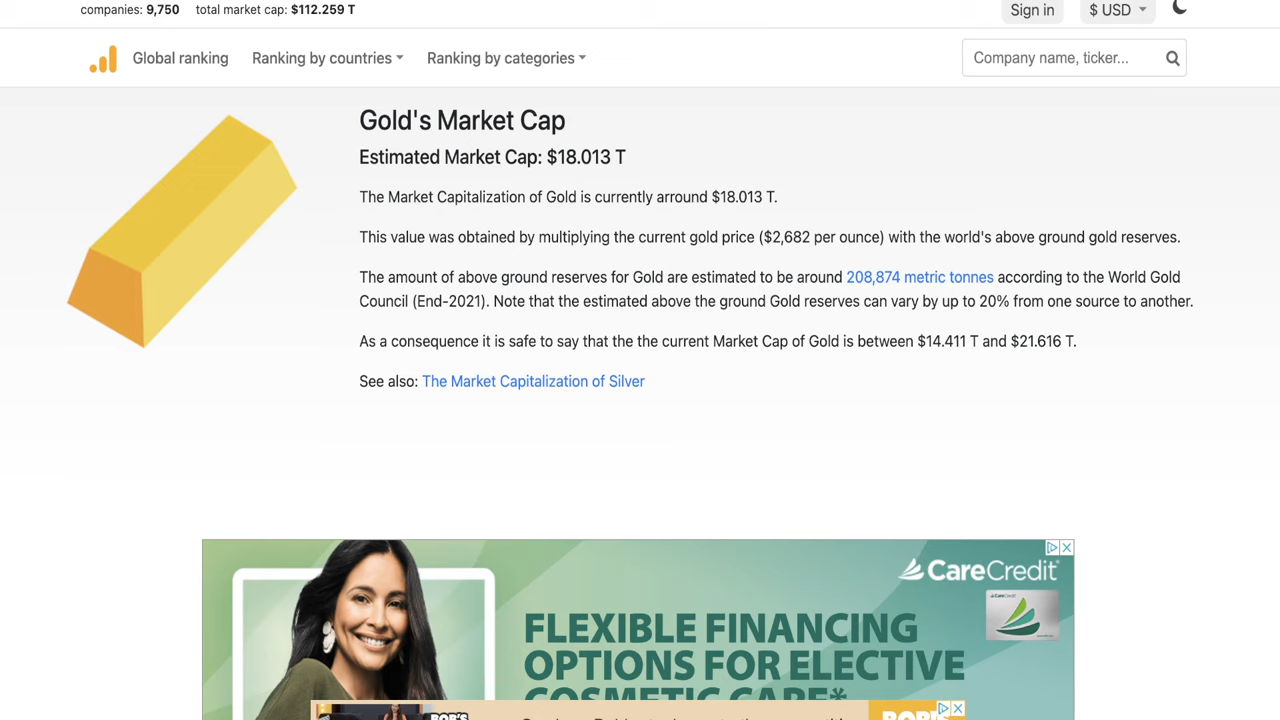 companies: 9,750 total market cap: $112.259 T
Sign in $ USD
Global ranking Ranking by countries Ranking by categories Company name, ticker...
Gold's Market Cap
Estimated Market Cap: $18.013 T
The Market Capitalization of Gold is currently arround $18.013 T.
This value was obtained by multiplying the current gold price ($2,682 per ounce) with the world's above ground gold reserves.
The amount of above ground reserves for Gold are estimated to be around 208,874 metric tonnes according to the World Gold
Council (End-2021). Note that the estimated above the ground Gold reserves can vary by up to 20% from one source to another.
As a consequence it is safe to say that the the current Market Cap of Gold is between $14.411 T and $21.616 T.
See also: The Market Capitalization of Silver
CareCredit
CareCredit
FLEXIBLE FINANCING
OPTIONS FOR ELECTIVE
COSMETIC CARE*
BOB'S
BOB'S